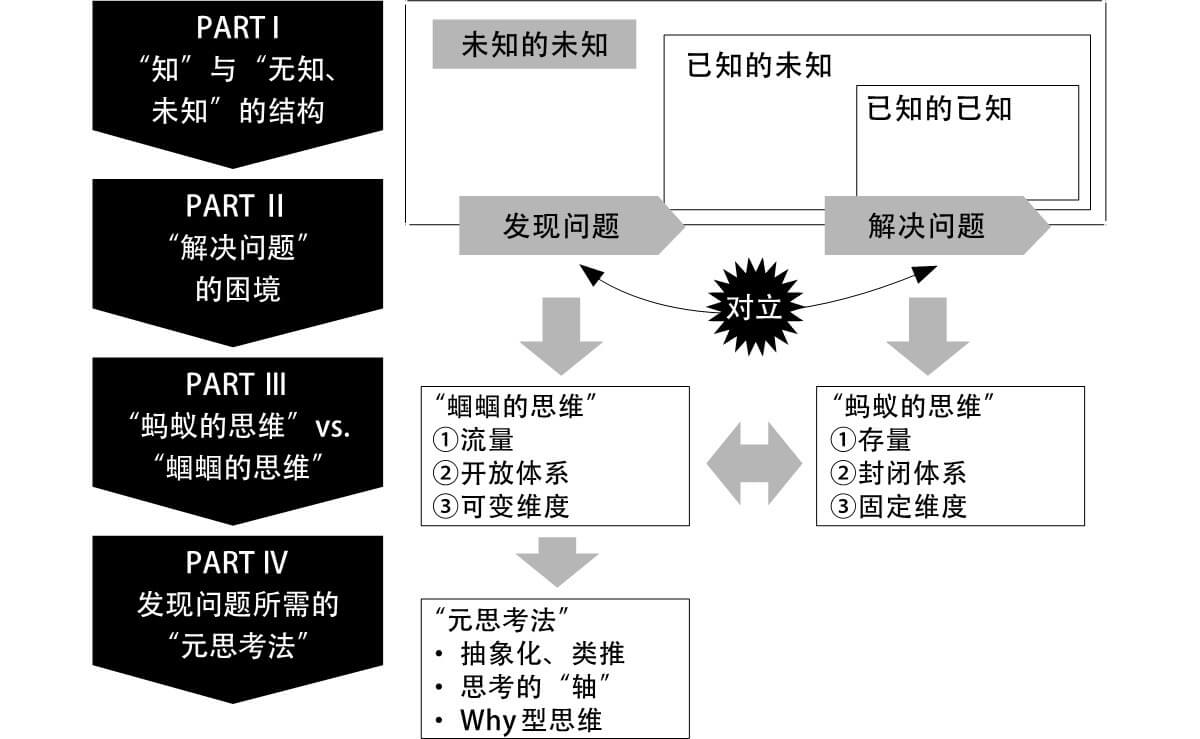 PART I
“知”与“无知、
未知”的结构
未知的未知
已知的未知
已知的已知
PART II
“解决问题”
的困境
发现问题
解决问题
对立
PART III
“蚂蚁的思维”vs.
“蝈蝈的思维”
“蝈蝈的思维”
①流量
②开放体系
③可变维度
“蚂蚁的思维”
①存量
②封闭体系
③固定维度
PART IV
发现问题所需的
“元思考法”
“元思考法”
• 抽象化、类推
• 思考的“轴”
• Why型思维